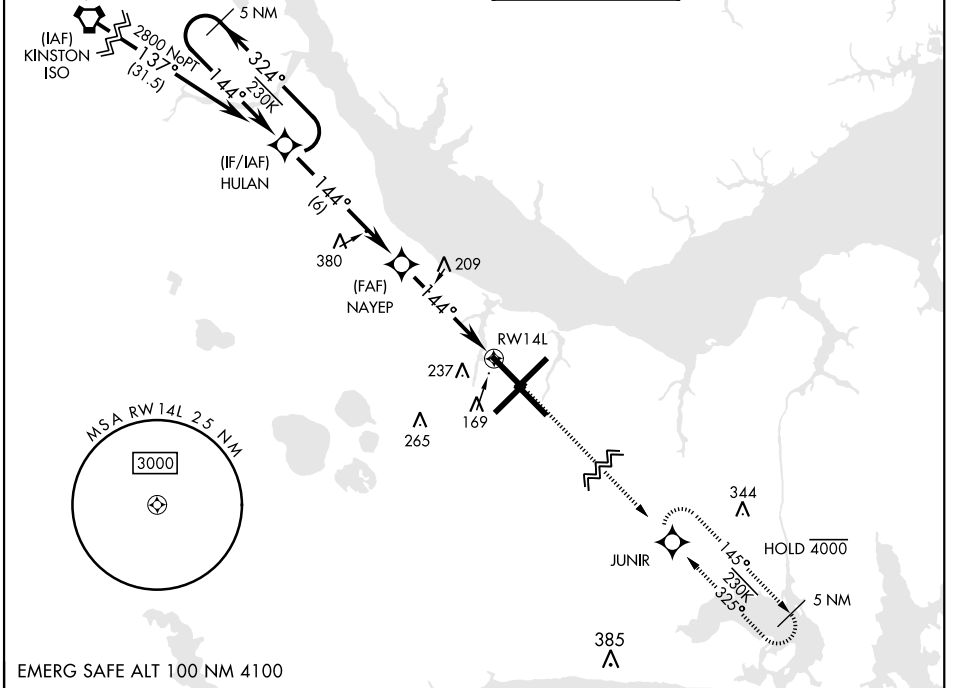 5 NM
(IAF)
KINSTON
ISO
2800 NoPT
137°
(31.5)
144°
324°
230K
(IF/IAF)
HULAN
144°
(6)
380
209
(FAF)
NAYEP
144°
RW14L
237
169
265
MSA RW14L 25 NM
3000
344
HOLD 4000
JUNIR
145°
230K
325°
5 NM
385
EMERG SAFE ALT 100 NM 4100